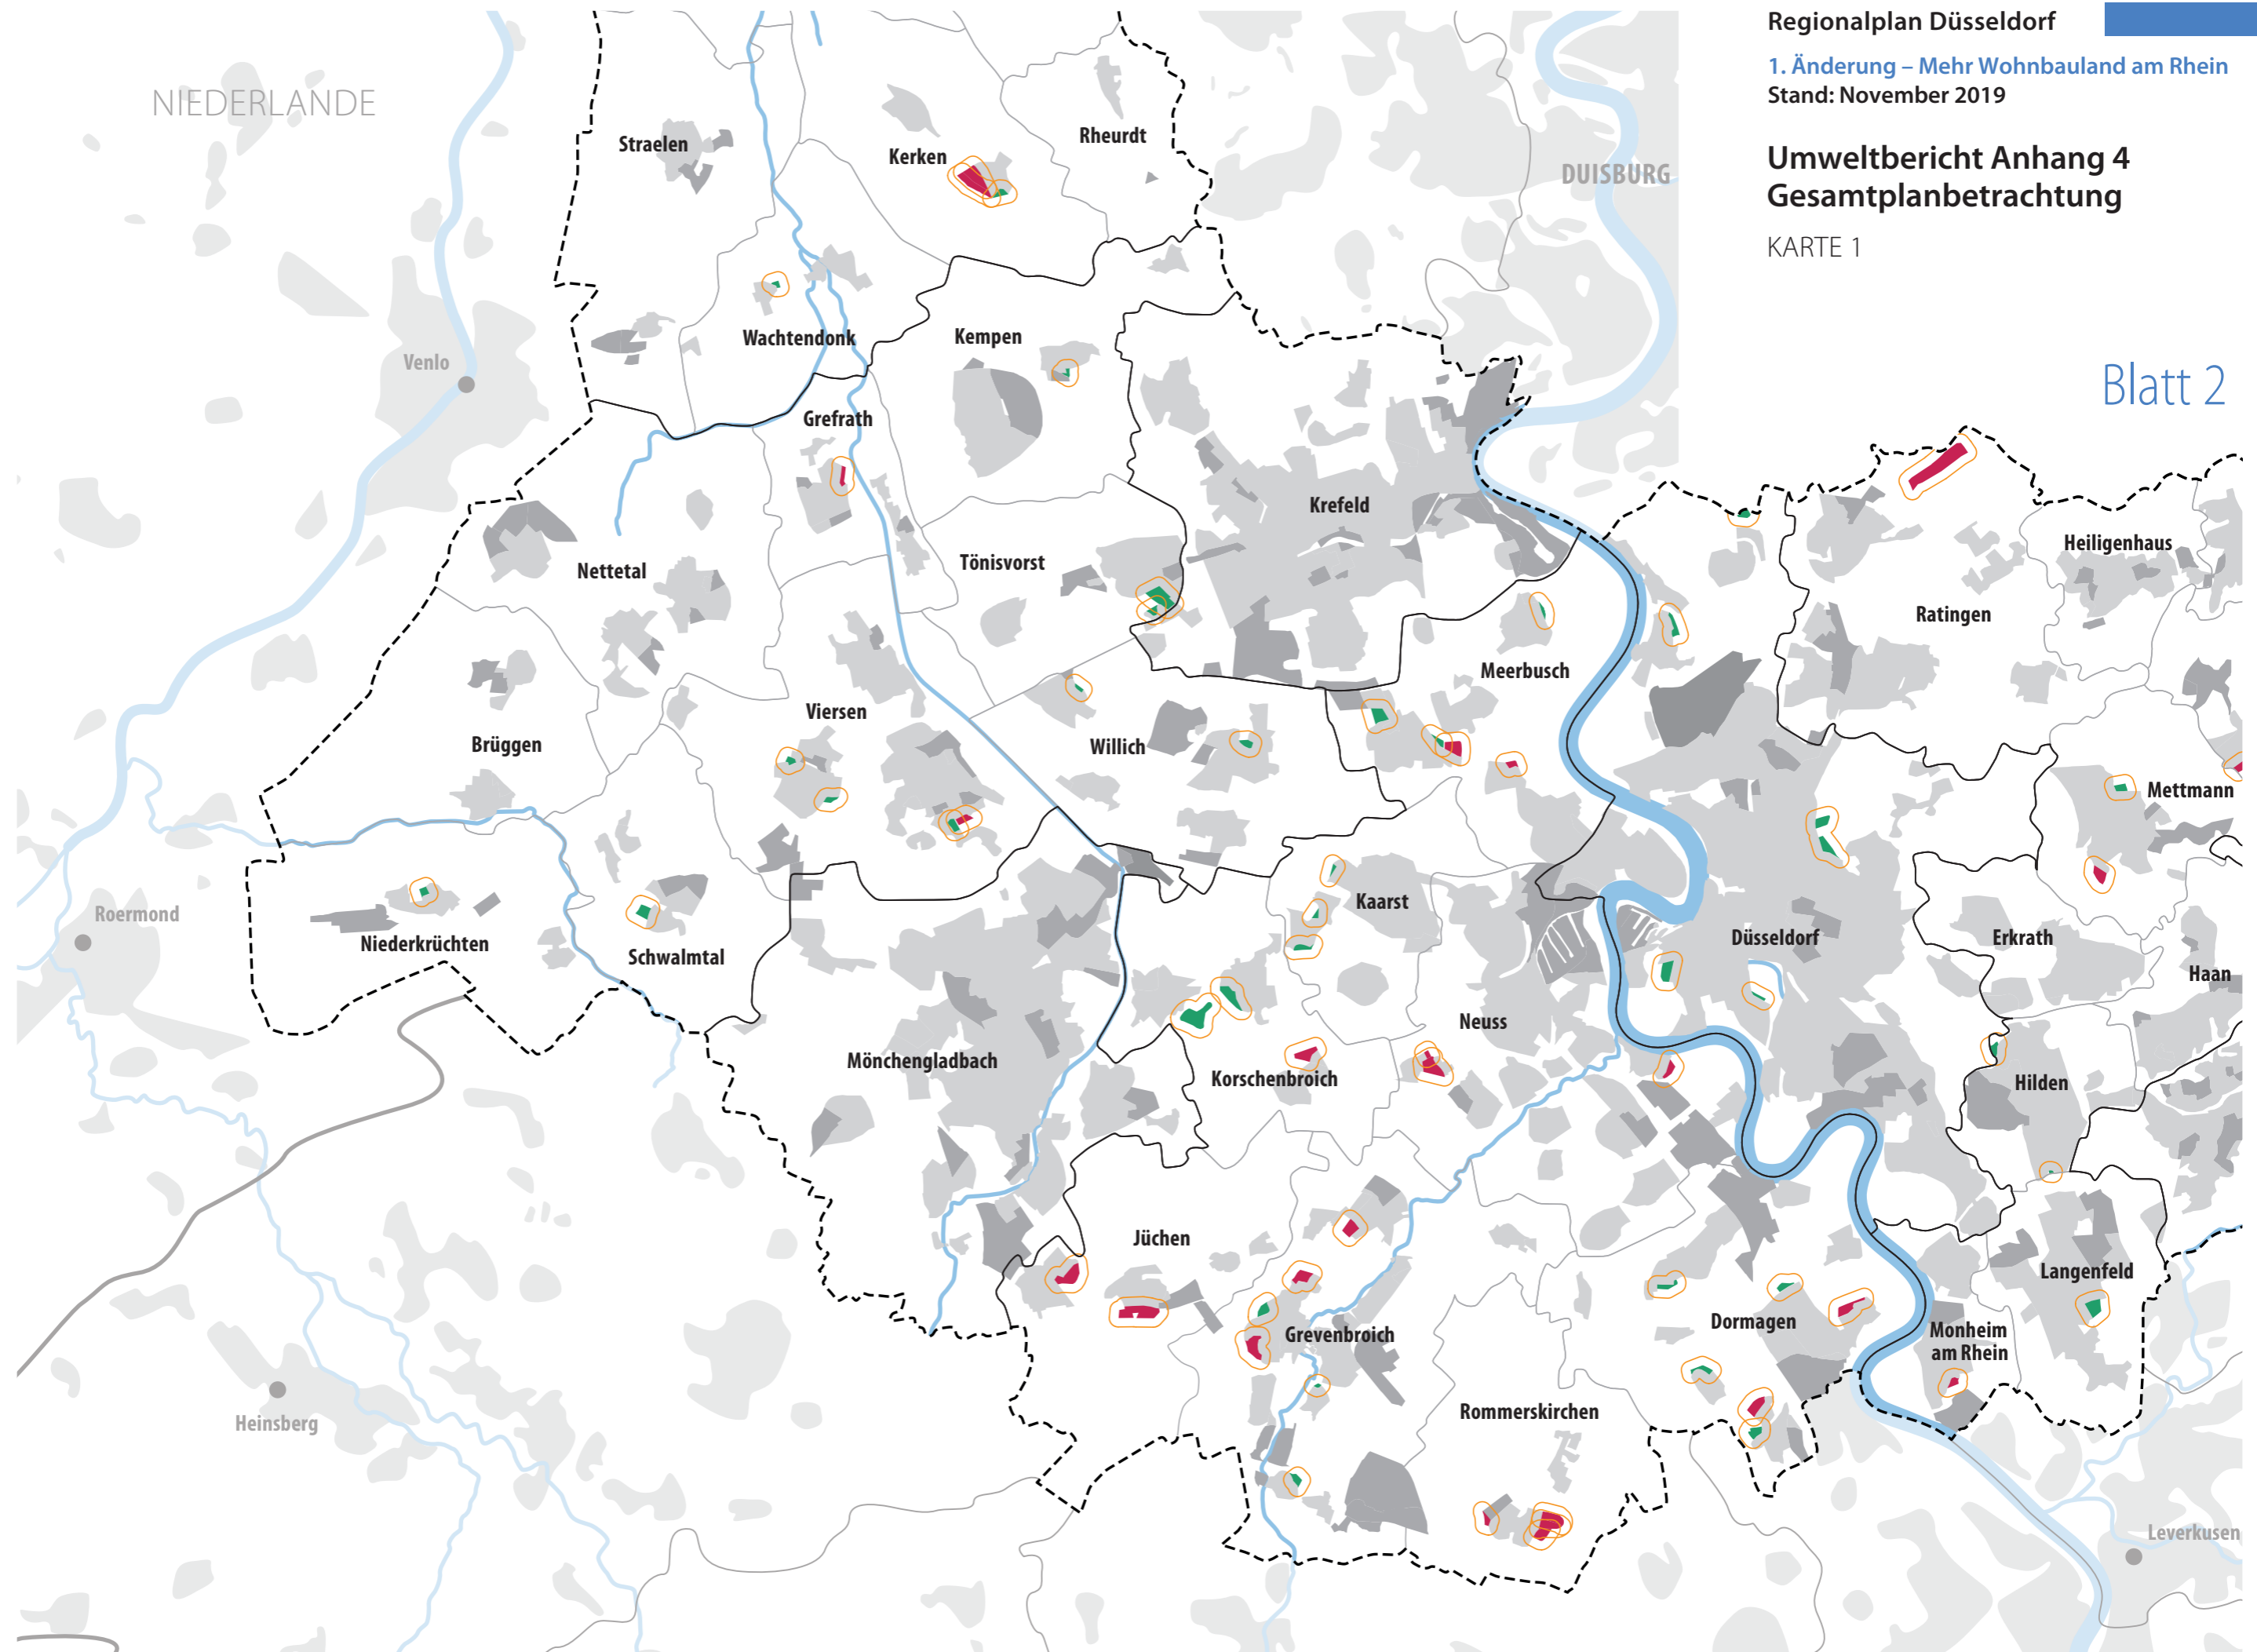 Regionalplan Düsseldorf
1. Änderung – Mehr Wohnbauland am Rhein
Stand: November 2019
Umweltbericht Anhang 4
Gesamtplanbetrachtung
KARTE 1
Blatt 2
NIEDERLANDE
Straelen
Kerken
Rheurdt
DUISBURG
Wachtendonk
Kempen
Venlo
Grefrath
Krefeld
Nettetal
Tönisvorst
Heiligenhaus
Ratingen
Meerbusch
Viersen
Brüggen
Willich
Mettmann
Kaarst
Roermond
Niederkrüchten
Schwalmtal
Düsseldorf
Erkrath
Haan
Neuss
Mönchengladbach
Korschenbroich
Hilden
Jüchen
Langenfeld
Grevenbroich
Dormagen
Monheim
am Rhein
Heinsberg
Rommerskirchen
Leverkusen